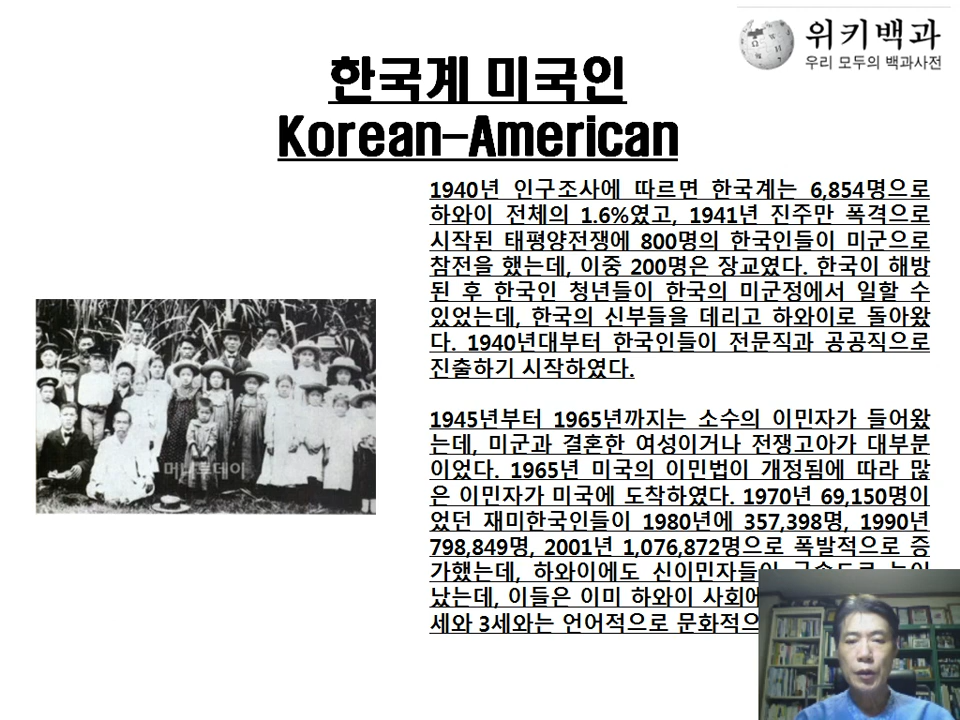 위키백과
우리 모두의 백과사전
한국계 미국인
Korean-American
1940년 인구조사에 따르면 한국계는 6,854명으로
하와이 전체의 1.6%였고, 1941년 진주만 폭격으로
시작된 태평양전쟁에 800명의 한국인들이 미군으로
참전을 했는데, 이중 200명은 장교였다. 한국이 해방
된 후 한국인 청년들이 한국의 미군정에서 일할 수
있었는데, 한국의 신부들을 데리고 하와이로 돌아왔
다. 1940년대부터 한국인들이 전문직과 공공직으로
진출하기 시작하였다.
1945년부터 1965년까지는 소수의 이민자가 들어왔
는데, 미군과 결혼한 여성이거나 전쟁고아가 대부분
이었다. 1965년 미국의 이민법이 개정됨에 따라 많
은 이민자가 미국에 도착하였다. 1970년 69,150명이
었던 재미한국인들이 1980년에 357,398명, 1990년
798,849명, 2001년 1,076,872명으로 폭발적으로 증
가했는데, 하와이에도 신이민자들이
났는데, 이들은 이미 하와이 사회에
세와 3세와는 언어적으로 문화적으
머니투데이